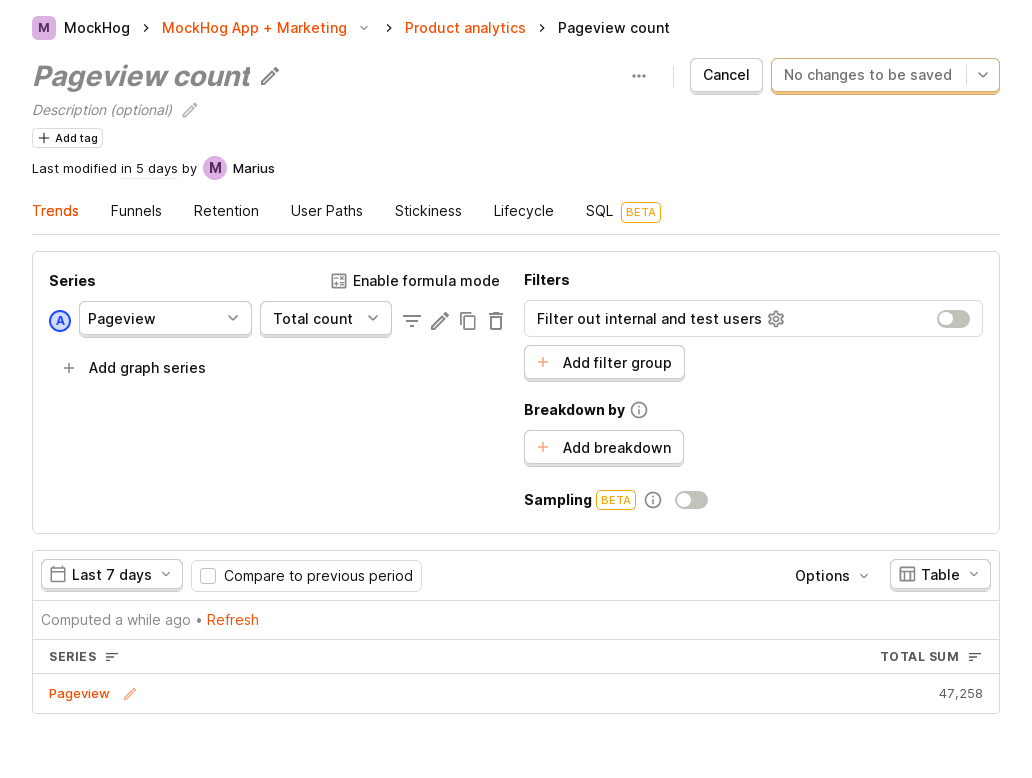 M MockHog > MockHog App + Marketing > Product analytics > Pageview count
Pageview count
Cancel
No changes to be saved
Description (optional)
+ Add tag
Last modified in 5 days by M Marius
Trends Funnels Retention User Paths Stickiness Lifecycle SQL BETA
Series
Enable formula mode
A Pageview Total count
+ Add graph series
Filters
Filter out internal and test users
+ Add filter group
Breakdown by
+ Add breakdown
Sampling BETA
Last 7 days
Compare to previous period
Options
Table
Computed a while ago • Refresh
SERIES TOTAL SUM
Pageview 47,258